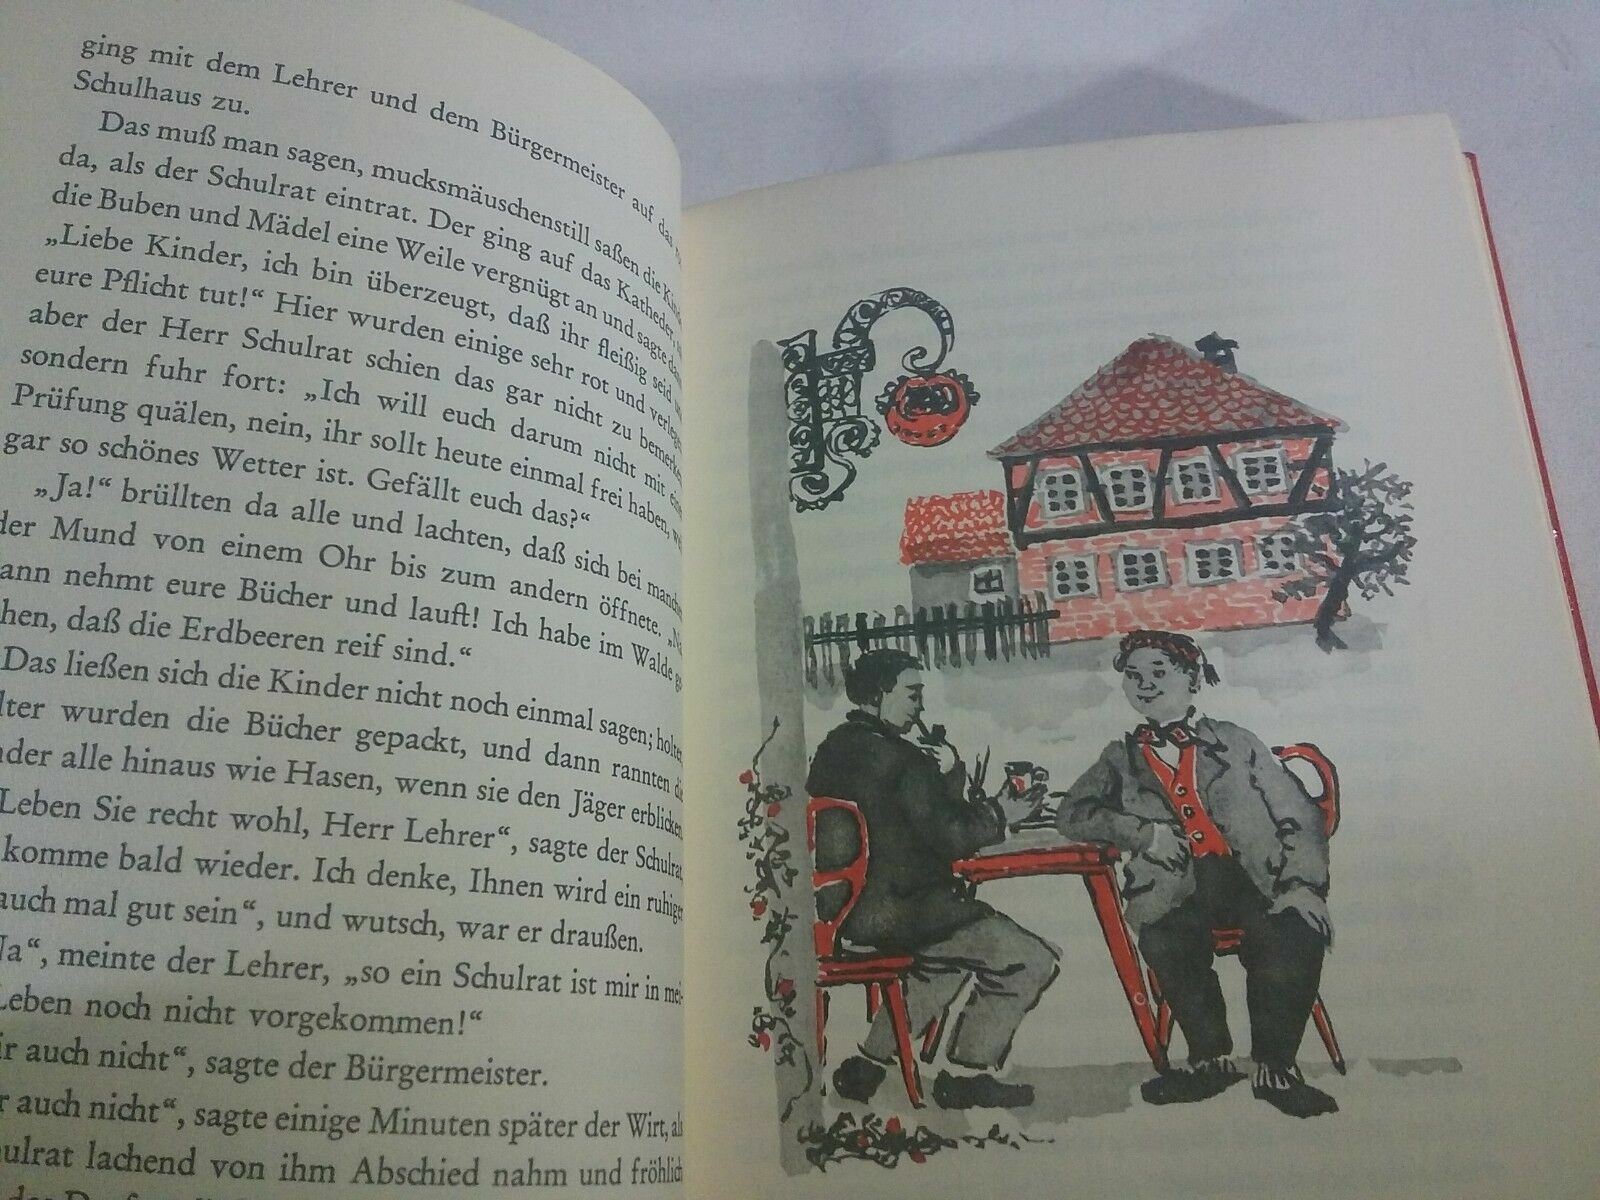 ging mit dem Lehrer und dem Bürgermeister auf das
Schulhaus zu.
Das muß man sagen, mucksmäuschenstill saßen die
da, als der Schulrat eintrat. Der ging auf das Katheder,
die Buben und Mädel eine Weile vergnügt an und sagte
„Liebe Kinder, ich bin überzeugt, daß ihr fleißig seid
eure Pflicht tut!“ Hier wurden einige sehr rot und
aber der Herr Schulrat schien das gar nicht zu
sondern fuhr fort: „Ich will euch darum nicht mit
Prüfung quälen, nein, ihr sollt heute einmal frei haben,
gar so schönes Wetter ist. Gefällt euch das?“
„Ja!“ brüllten da alle und lachten, daß sich bei
der Mund von einem Ohr bis zum andern öffnete.
ann nehmt eure Bücher und lauft! Ich habe im Walde
hen, daß die Erdbeeren reif sind.“
Das ließen sich die Kinder nicht noch einmal sagen;
lter wurden die Bücher gepackt, und dann rannten
nder alle hinaus wie Hasen, wenn sie den Jäger
Leben Sie recht wohl, Herr Lehrer“, sagte der Schulrat
komme bald wieder. Ich denke, Ihnen wird ein
auch mal gut sein“, und wutsch, war er draußen.
Na“, meinte der Lehrer, „so ein Schulrat ist mir in mei-
Leben noch nicht vorgekommen!“
ir auch nicht“, sagte der Bürgermeister.
r auch nicht“, sagte einige Minuten später der Wirt, als
ulrat lachend von ihm Abschied nahm und fröhlich